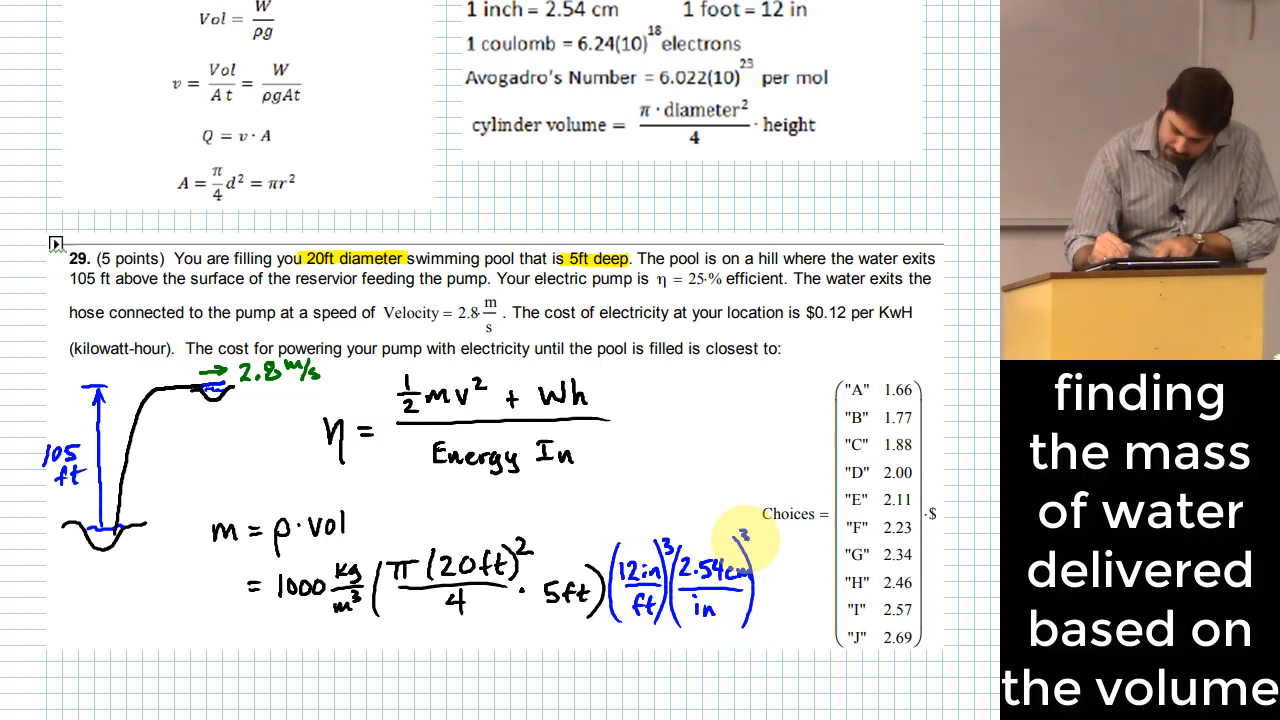 Vol = W / ρg
v = Vol / A t = W / ρgAt
Q = v · A
A = π/4 d² = πr²
1 inch = 2.54 cm 1 foot = 12 in
1 coulomb = 6.24(10)^18 electrons
Avogadro's Number = 6.022(10)^23 per mol
cylinder volume = π · diameter² / 4 · height
29. (5 points) You are filling you 20ft diameter swimming pool that is 5ft deep. The pool is on a hill where the water exits
105 ft above the surface of the reservior feeding the pump. Your electric pump is η = 25·% efficient. The water exits the
hose connected to the pump at a speed of Velocity = 2.8 m/s . The cost of electricity at your location is $0.12 per KwH
(kilowatt-hour). The cost for powering your pump with electricity until the pool is filled is closest to:
2.8 m/s
105 ft
η = ½ m v² + Wh / Energy In
m = ρ · Vol
= 1000 kg/m³ (π (20ft)² / 4 · 5ft) (12in / ft)³ (2.54cm / in)³
Choices = · $
"A" 1.66
"B" 1.77
"C" 1.88
"D" 2.00
"E" 2.11
"F" 2.23
"G" 2.34
"H" 2.46
"I" 2.57
"J" 2.69
finding
the mass
of water
delivered
based on
the volume